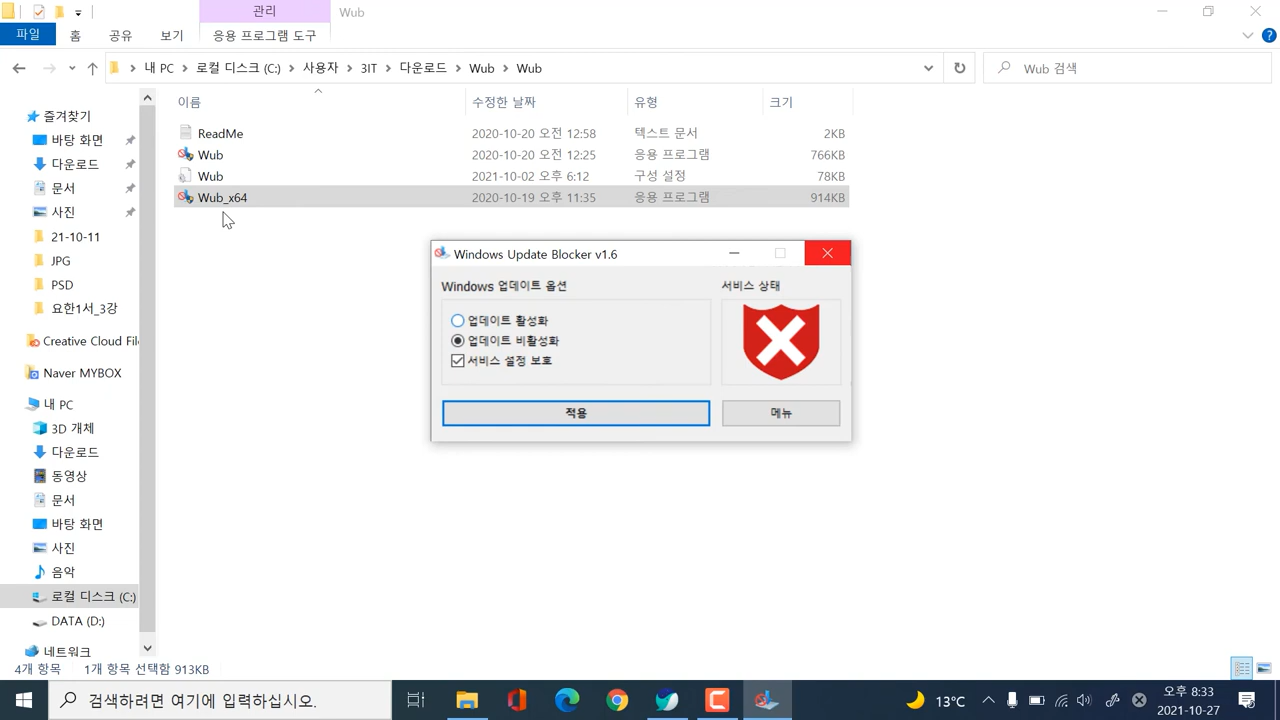 관리
Wub
파일
홈
공유
보기
응용 프로그램 도구
내 PC
로컬 디스크 (C:)
사용자
3IT
다운로드
Wub
Wub
Wub 검색
이름
수정한 날짜
유형
크기
ReadMe
2020-10-20 오전 12:58
텍스트 문서
2KB
Wub
2020-10-20 오전 12:25
응용 프로그램
766KB
Wub
2021-10-02 오후 6:12
구성 설정
78KB
Wub_x64
2020-10-19 오후 11:35
응용 프로그램
914KB
즐겨찾기
바탕 화면
다운로드
문서
사진
21-10-11
JPG
PSD
요한1서_3강
Creative Cloud Fil
Naver MYBOX
내 PC
3D 개체
다운로드
동영상
문서
바탕 화면
사진
음악
로컬 디스크 (C:)
DATA (D:)
네트워크
Windows Update Blocker v1.6
Windows 업데이트 옵션
서비스 상태
업데이트 활성화
업데이트 비활성화
서비스 설정 보호
적용
메뉴
4개 항목
1개 항목 선택함 913KB
검색하려면 여기에 입력하십시오.
13°C
오후 8:33
2021-10-27